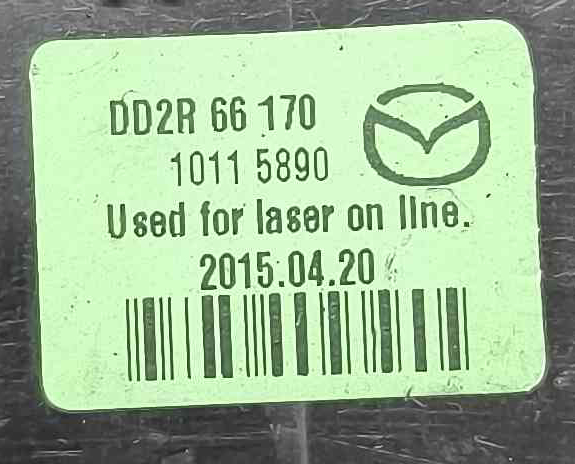 DD2R 66 170
1011 5890
Used for laser on line.
2015.04.20